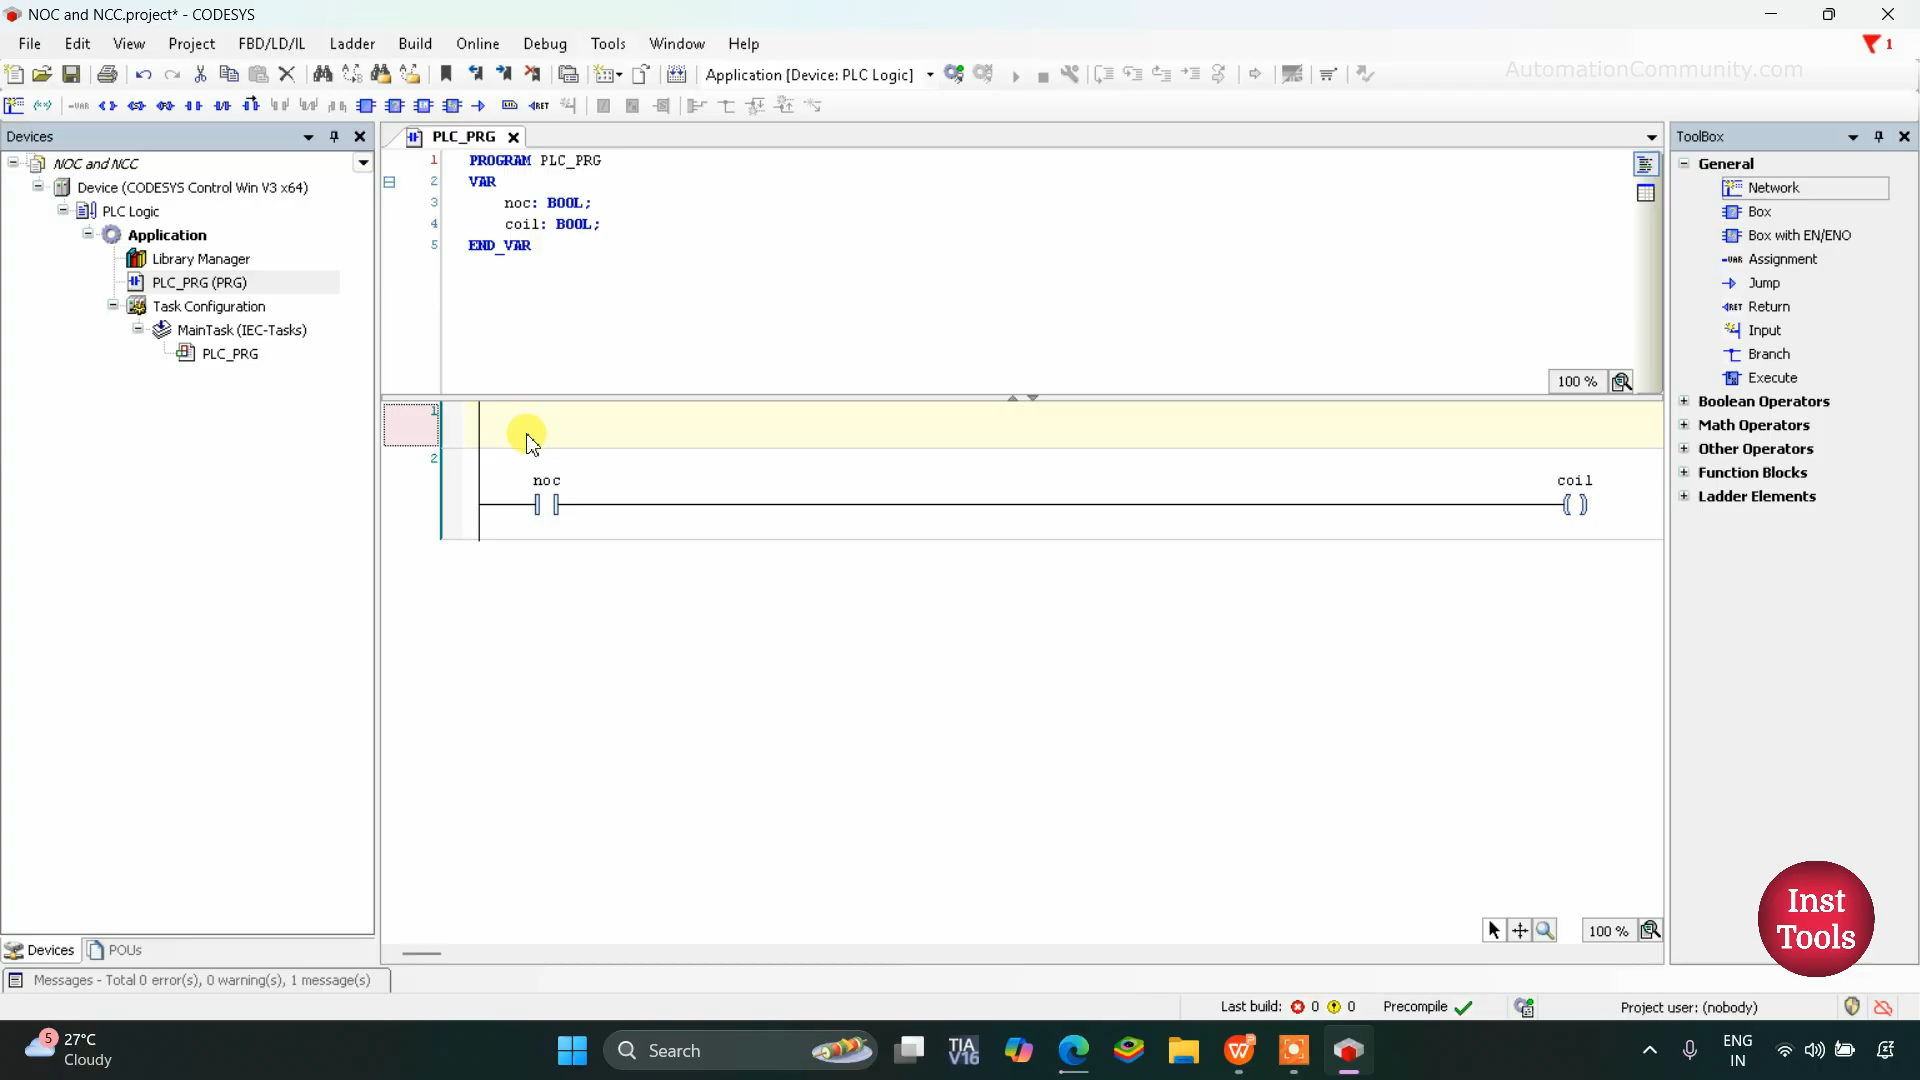 NOC and NCC.project* - CODESYS
File Edit View Project FBD/LD/IL Ladder Build Online Debug Tools Window Help
1
Application [Device: PLC Logic]
AutomationCommunity.com
Devices
NOC and NCC
Device (CODESYS Control Win V3 x64)
PLC Logic
Application
Library Manager
PLC_PRG (PRG)
Task Configuration
MainTask (IEC-Tasks)
PLC_PRG
Devices POUs
PLC_PRG
1 PROGRAM PLC_PRG
2 VAR
3 noc: BOOL;
4 coil: BOOL;
5 END_VAR
100 %
1
2
noc coil
100 %
ToolBox
General
Network
Box
Box with EN/ENO
Assignment
Jump
Return
Input
Branch
Execute
Boolean Operators
Math Operators
Other Operators
Function Blocks
Ladder Elements
Inst
Tools
Messages - Total 0 error(s), 0 warning(s), 1 message(s)
Last build: 0 0 Precompile Project user: (nobody)
5
27°C
Cloudy
Search
TIA
V16
ENG
IN